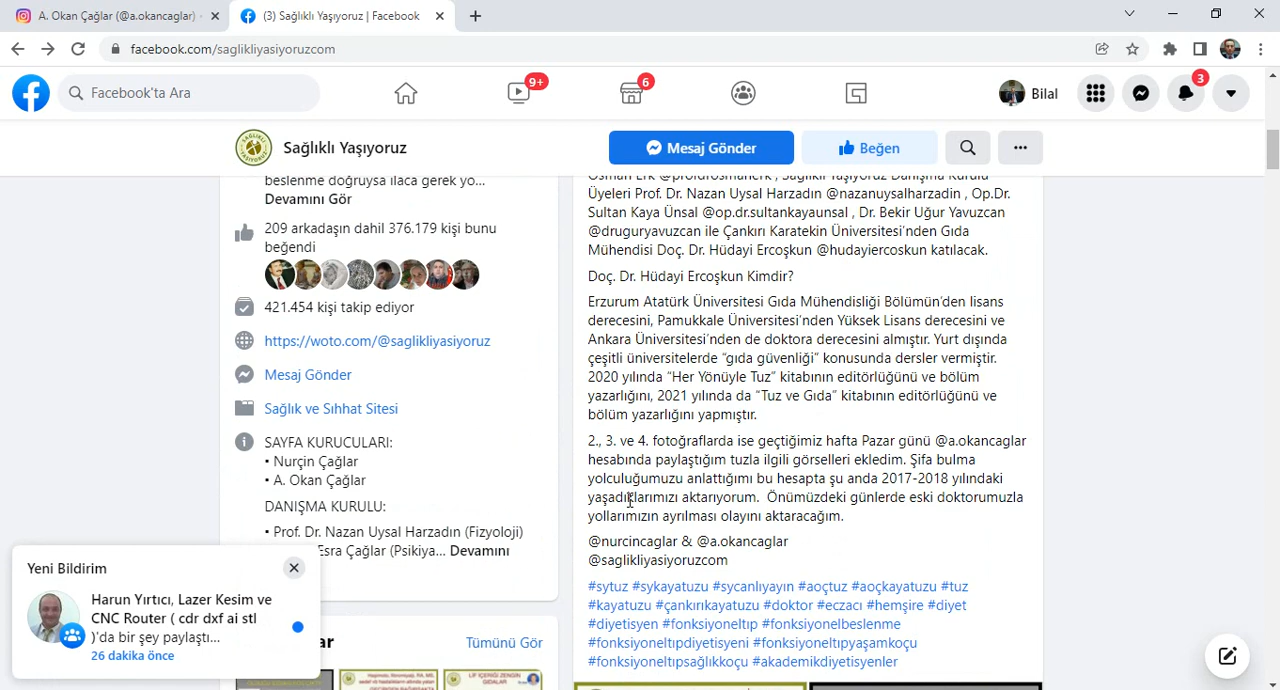 A. Okan Çağlar (@a.okancaglar)
(3) Sağlıklı Yaşıyoruz | Facebook
facebook.com/saglikliyasiyoruzcom
Facebook'ta Ara
9+
6
Bilal
3
Sağlıklı Yaşıyoruz
Mesaj Gönder
Beğen
beslenme doğruysa ilaca gerek yo...
Devamını Gör
209 arkadaşın dahil 376.179 kişi bunu
beğendi
421.454 kişi takip ediyor
https://woto.com/@saglikliyasiyoruz
Mesaj Gönder
Sağlık ve Sıhhat Sitesi
SAYFA KURUCULARI:
• Nurçin Çağlar
• A. Okan Çağlar
DANIŞMA KURULU:
• Prof. Dr. Nazan Uysal Harzadın (Fizyoloji)
Esra Çağlar (Psikiya... Devamını
Yeni Bildirim
Harun Yırtıcı, Lazer Kesim ve
CNC Router ( cdr dxf ai stl
)'da bir şey paylaştı...
26 dakika önce
Tümünü Gör
Osman Erk @profdrosmanerk , Sağlıklı Yaşıyoruz Danışma Kurulu
Üyeleri Prof. Dr. Nazan Uysal Harzadın @nazanuysalharzadin , Op.Dr.
Sultan Kaya Ünsal @op.dr.sultankayaunsal , Dr. Bekir Uğur Yavuzcan
@druguryavuzcan ile Çankırı Karatekin Üniversitesi'nden Gıda
Mühendisi Doç. Dr. Hüdayi Ercoşkun @hudayiercoskun katılacak.
Doç. Dr. Hüdayi Ercoşkun Kimdir?
Erzurum Atatürk Üniversitesi Gıda Mühendisliği Bölümün'den lisans
derecesini, Pamukkale Üniversitesi'nden Yüksek Lisans derecesini ve
Ankara Üniversitesi'nden de doktora derecesini almıştır. Yurt dışında
çeşitli üniversitelerde “gıda güvenliği” konusunda dersler vermiştir.
2020 yılında “Her Yönüyle Tuz” kitabının editörlüğünü ve bölüm
yazarlığını, 2021 yılında da “Tuz ve Gıda” kitabının editörlüğünü ve
bölüm yazarlığını yapmıştır.
2., 3. ve 4. fotoğraflarda ise geçtiğimiz hafta Pazar günü @a.okancaglar
hesabında paylaştığım tuzla ilgili görselleri ekledim. Şifa bulma
yolculuğumuzu anlattığımı bu hesapta şu anda 2017-2018 yılındaki
yaşadıklarımızı aktarıyorum. Önümüzdeki günlerde eski doktorumuzla
yollarımızın ayrılması olayını aktaracağım.
@nurcincaglar & @a.okancaglar
@saglikliyasiyoruzcom
#sytuz #sykayatuzu #sycanlıyayın #aoçtuz #aoçkayatuzu #tuz
#kayatuzu #çankırıkayatuzu #doktor #eczacı #hemşire #diyet
#diyetisyen #fonksiyoneltıp #fonksiyonelbeslenme
#fonksiyoneltıpdiyetisyeni #fonksiyoneltıpyaşamkoçu
#fonksiyoneltıpsağlıkkoçu #akademikdiyetisyenler